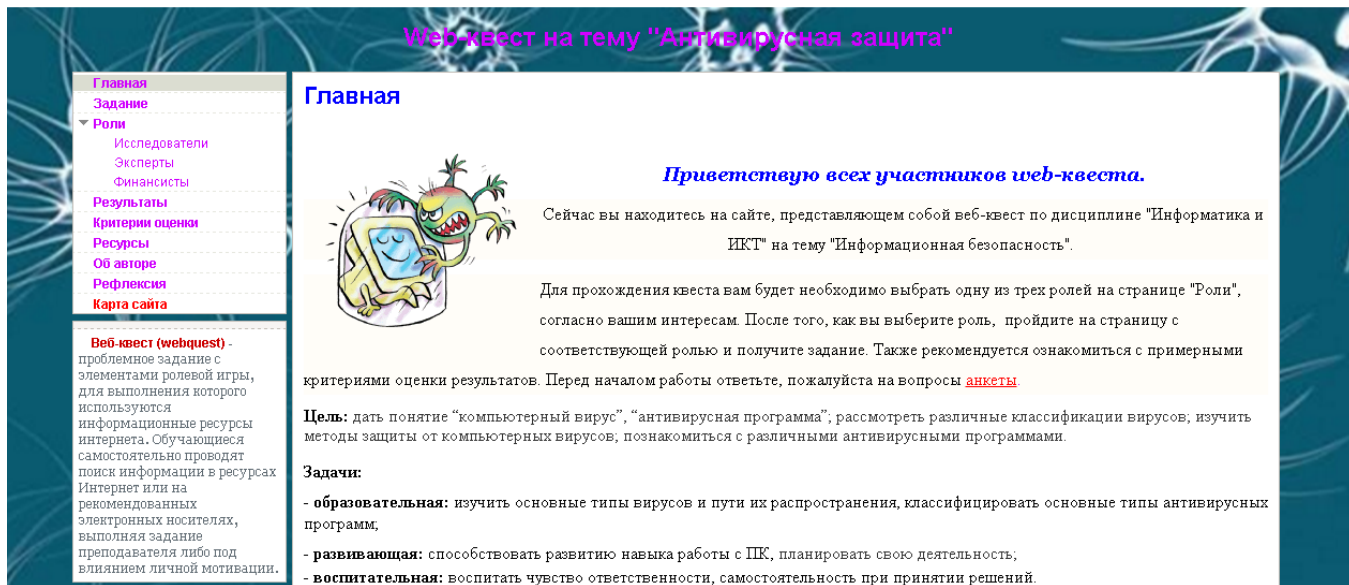 Web-квест на тему "Антивирусная защита"
Главная
Задание
Роли
Исследователи
Эксперты
Финансисты
Результаты
Критерии оценки
Ресурсы
Об авторе
Рефлексия
Карта сайта
Веб-квест (webquest) -
проблемное задание c
элементами ролевой игры,
для выполнения которого
используются
информационные ресурсы
интернета. Обучающиеся
самостоятельно проводят
поиск информации в ресурсах
Интернет или на
рекомендованных
электронных носителях,
выполняя задание
преподавателя либо под
влиянием личной мотивации.
Главная
Приветствую всех участников web-квеста.
Сейчас вы находитесь на сайте, представляющем собой веб-квест по дисциплине "Информатика и
ИКТ" на тему "Информационная безопасность".
Для прохождения квеста вам будет необходимо выбрать одну из трех ролей на странице "Роли",
согласно вашим интересам. После того, как вы выберите роль, пройдите на страницу с
соответствующей ролью и получите задание. Также рекомендуется ознакомиться с примерными
критериями оценки результатов. Перед началом работы ответьте, пожалуйста на вопросы анкеты.
Цель: дать понятие “компьютерный вирус”, “антивирусная программа”; рассмотреть различные классификации вирусов; изучить
методы защиты от компьютерных вирусов; познакомиться с различными антивирусными программами.
Задачи:
- образовательная: изучить основные типы вирусов и пути их распространения, классифицировать основные типы антивирусных
программ;
- развивающая: способствовать развитию навыка работы с ПК, планировать свою деятельность;
- воспитательная: воспитать чувство ответственности, самостоятельность при принятии решений.